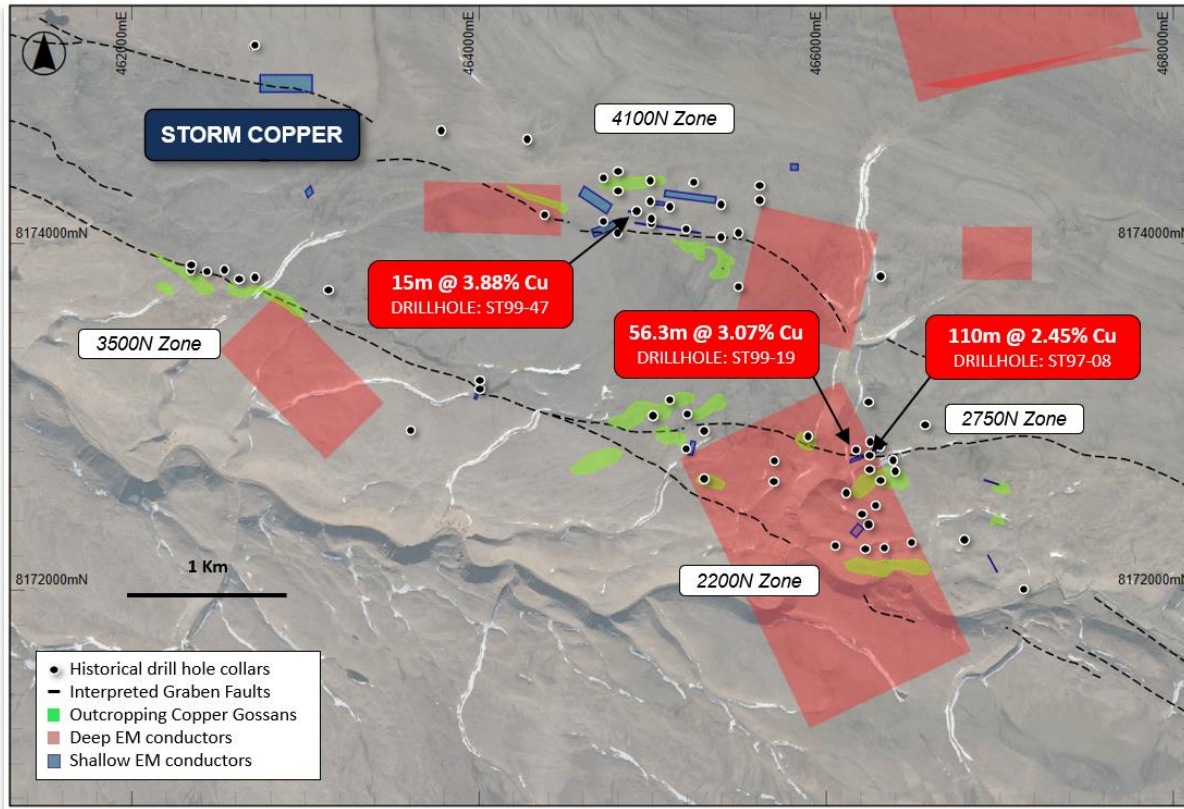 462000mE
464000mE
466000mE
468000mE
STORM COPPER
4100N Zone
8174000mN
8174000mN
15m @ 3.88% Cu
DRILLHOLE: ST99-47
56.3m @ 3.07% Cu
DRILLHOLE: ST99-19
110m @ 2.45% Cu
DRILLHOLE: ST97-08
3500N Zone
2750N Zone
1 Km
2200N Zone
8172000mN
8172000mN
Historical drill hole collars
Interpreted Graben Faults
Outcropping Copper Gossans
Deep EM conductors
Shallow EM conductors